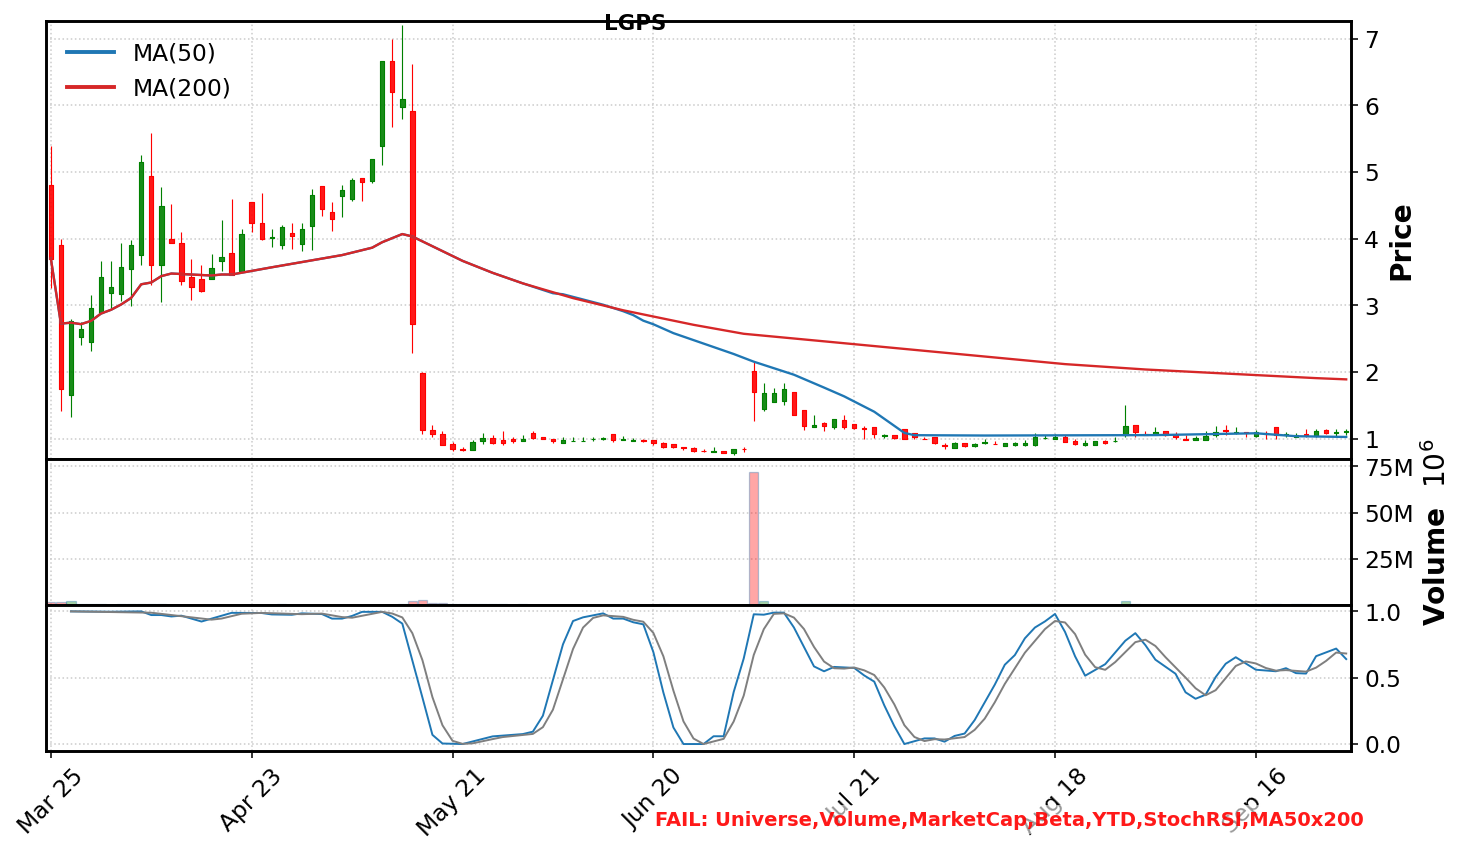 LGPS
MA(50)
MA(200)
7
6
5
4
3
2
1
Price
75M
50M
25M
Volume 10^6
1.0
0.5
0.0
Mar 25
Apr 23
May 21
Jun 20
Jul 21
Aug 18
Sep 16
FAIL: Universe,Volume,MarketCap,Beta,YTD,StochRSI,MA50x200